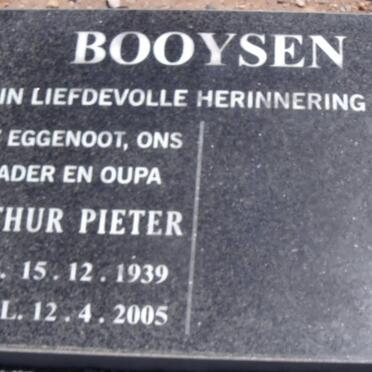 BOOYSEN
IN LIEFDEVOLLE HERINNERING
EGGENOOT, ONS
ADER EN OUPA
THUR PIETER
. 15.12.1939
L. 12.4.2005